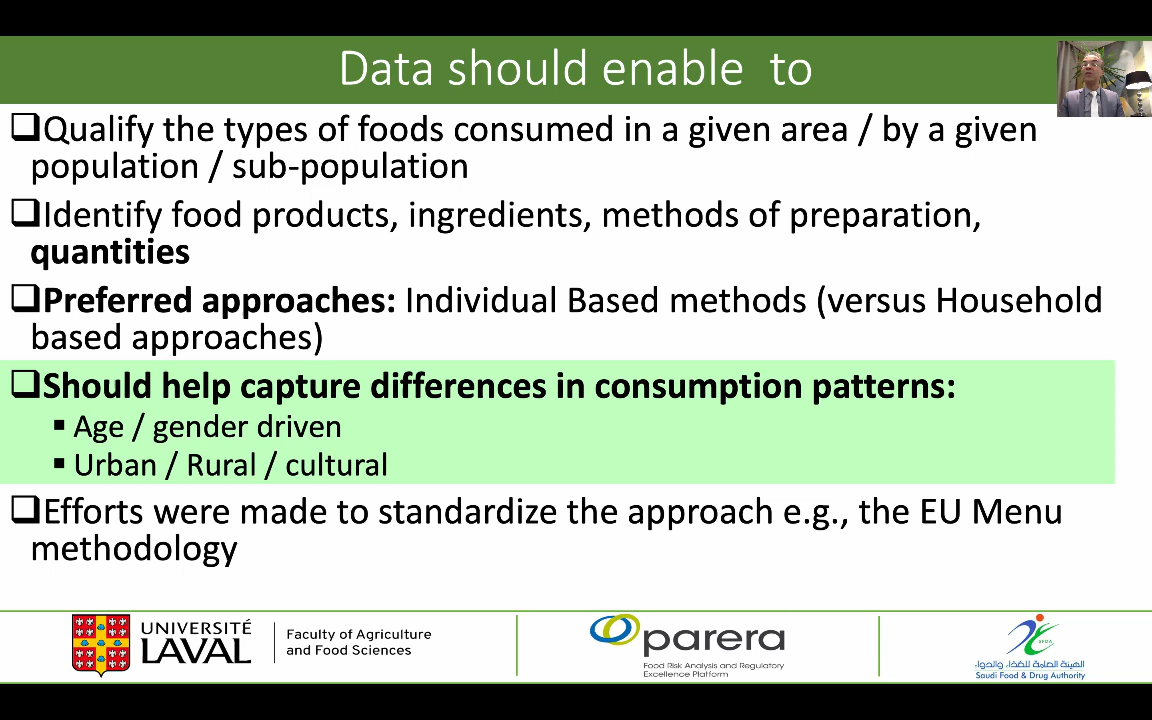 Data should enable  to
❑Qualify the types of foods consumed in a given area / by a given
population / sub-population
❑Identify food products, ingredients, methods of preparation,
quantities
❑Preferred approaches: Individual Based methods (versus Household
based approaches)
❑Should help capture differences in consumption patterns:
▪ Age / gender driven
▪ Urban / Rural / cultural
❑Efforts were made to standardize the approach e.g., the EU Menu
methodology
UNIVERSITÉ
LAVAL
Faculty of Agriculture
and Food Sciences
parera
Food Risk Analysis and Regulatory
Excellence Platform
SFDA
الهيئة العامة للغذاء والدواء
Saudi Food & Drug Authority